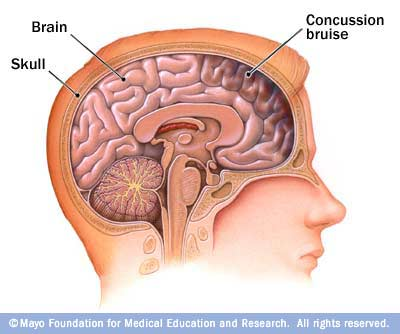 Brain
Skull
Concussion
bruise
© Mayo Foundation for Medical Education and Research. All rights reserved.